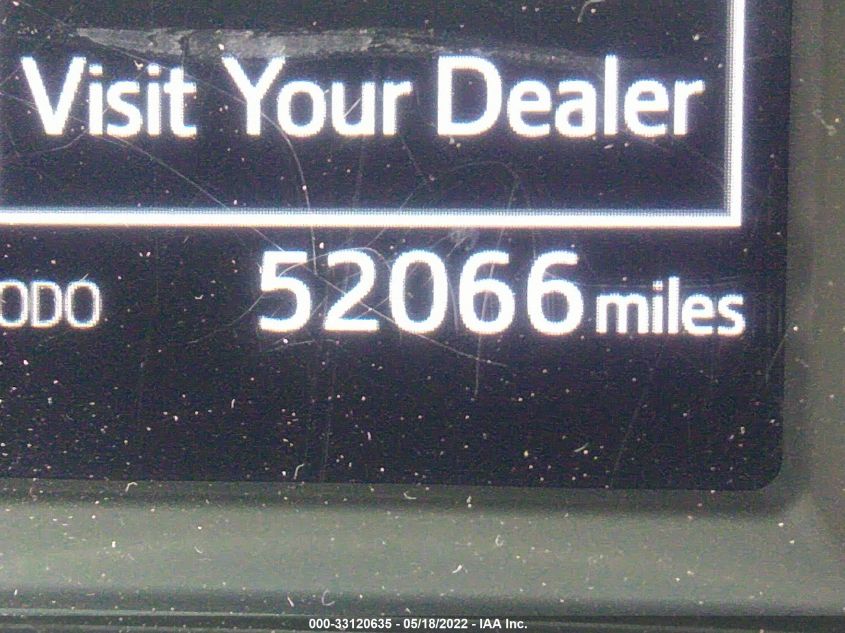 Visit Your Dealer
ODO 52066 miles
000-33120635 - 05/18/2022 - IAA Inc.